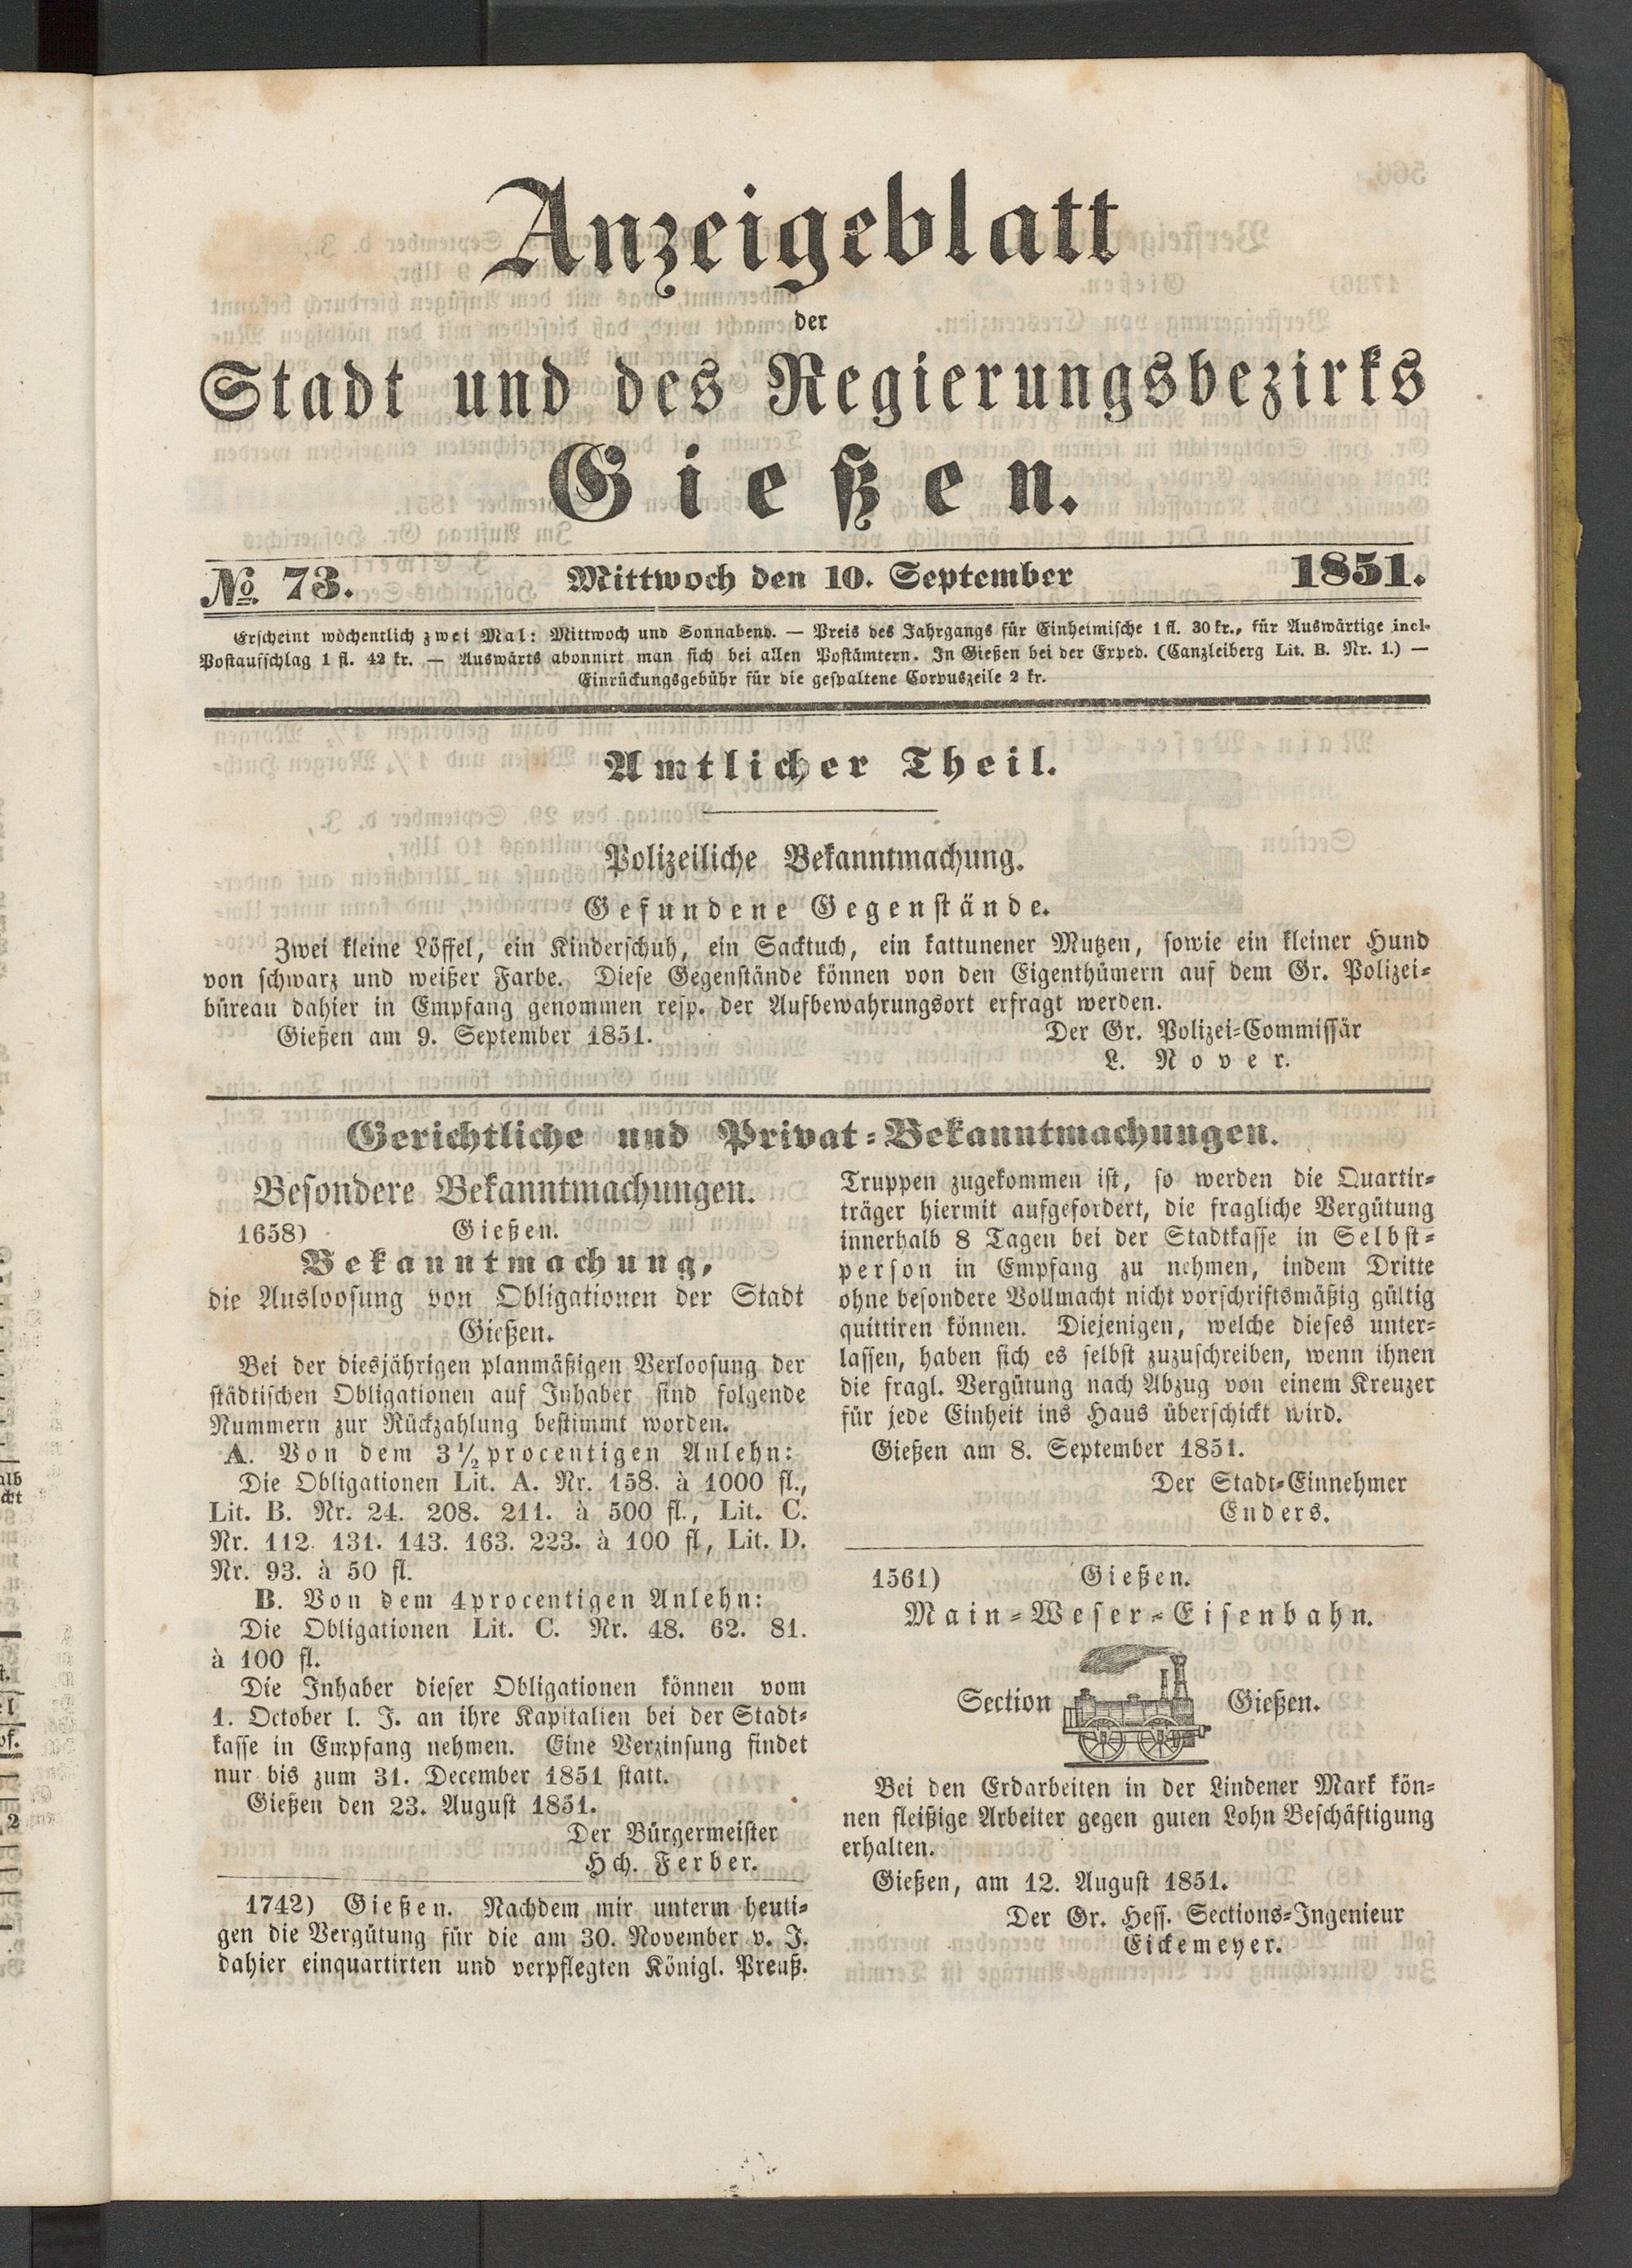 Anzeigeblatt
der
Stadt und des Regierungsbezirks
Gießen.
No. 73. Mittwoch den 10. September 1851.
Erscheint wöchentlich zwei Mal: Mittwoch und Sonnabend. — Preis des Jahrgangs für Einheimische 1 fl. 30 kr., für Auswärtige incl.
Postaufschlag 1 fl. 42 kr. — Auswärts abonnirt man sich bei allen Postämtern. In Gießen bei der Exped. (Canzleiberg Lit. B. Nr. 1.) —
Einrückungsgebühr für die gespaltene Corpuszeile 2 kr.
Amtlicher Theil.
Polizeiliche Bekanntmachung.
Gefundene Gegenstände.
Zwei kleine Löffel, ein Kinderschuh, ein Sacktuch, ein kattunener Mutzen, sowie ein kleiner Hund
von schwarz und weißer Farbe. Diese Gegenstände können von den Eigenthümern auf dem Gr. Polizei-
büreau dahier in Empfang genommen resp. der Aufbewahrungsort erfragt werden.
Gießen am 9. September 1851. Der Gr. Polizei-Commissär
L. Nover.
Gerichtliche und Privat-Bekanntmachungen.
Besondere Bekanntmachungen.
1658) Gießen.
Bekanntmachung,
die Ausloosung von Obligationen der Stadt
Gießen.
Bei der diesjährigen planmäßigen Verloosung der
städtischen Obligationen auf Inhaber sind folgende
Nummern zur Rückzahlung bestimmt worden.
A. Von dem 3½procentigen Anlehn:
Die Obligationen Lit. A. Nr. 158. à 1000 fl.,
Lit. B. Nr. 24. 208. 211. à 500 fl., Lit. C.
Nr. 112. 131. 143. 163. 223. à 100 fl, Lit. D.
Nr. 93. à 50 fl.
B. Von dem 4procentigen Anlehn:
Die Obligationen Lit. C. Nr. 48. 62. 81.
à 100 fl.
Die Inhaber dieser Obligationen können vom
1. October l. J. an ihre Kapitalien bei der Stadt-
kasse in Empfang nehmen. Eine Verzinsung findet
nur bis zum 31. December 1851 statt.
Gießen den 23. August 1851.
Der Bürgermeister
Hch. Ferber.
1742) Gießen. Nachdem mir unterm heuti-
gen die Vergütung für die am 30. November v. J.
dahier einquartirten und verpflegten Königl. Preuß.
Truppen zugekommen ist, so werden die Quartir-
träger hiermit aufgefordert, die fragliche Vergütung
innerhalb 8 Tagen bei der Stadtkasse in Selbst-
person in Empfang zu nehmen, indem Dritte
ohne besondere Vollmacht nicht vorschriftsmäßig gültig
quittiren können. Diejenigen, welche dieses unter-
lassen, haben sich es selbst zuzuschreiben, wenn ihnen
die fragl. Vergütung nach Abzug von einem Kreuzer
für jede Einheit ins Haus überschickt wird.
Gießen am 8. September 1851.
Der Stadt-Einnehmer
Enders.
1561) Gießen.
Main-Weser-Eisenbahn.
Section Gießen.
Bei den Erdarbeiten in der Lindener Mark kön-
nen fleißige Arbeiter gegen guten Lohn Beschäftigung
erhalten.
Gießen, am 12. August 1851.
Der Gr. Hess. Sections-Ingenieur
Eickemeyer.